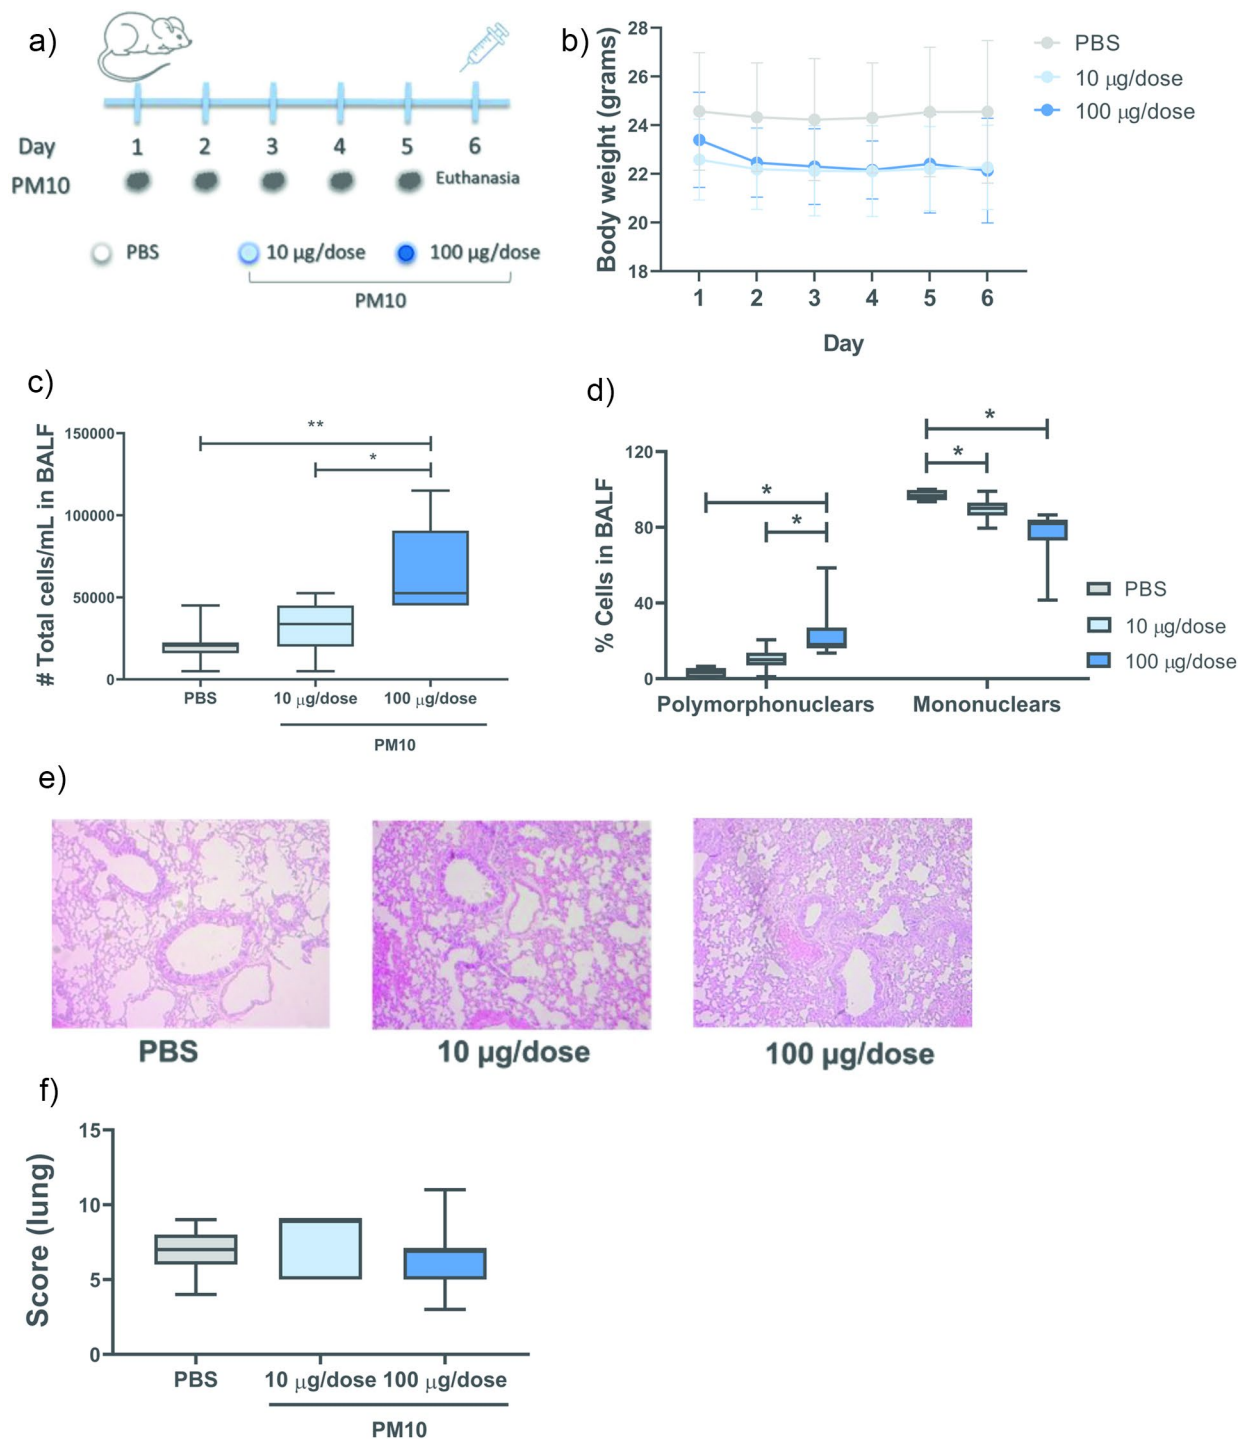 a)
Day 1 2 3 4 5 6
PM10 Euthanasia
PBS 10 µg/dose 100 µg/dose
PM10
b)
Body weight (grams)
28
26
24
22
20
18
1 2 3 4 5 6
Day
PBS
10 µg/dose
100 µg/dose
c)
# Total cells/mL in BALF
150000
100000
50000
0
**
*
PBS 10 µg/dose 100 µg/dose
PM10
d)
% Cells in BALF
120
80
40
0
*
*
*
*
Polymorphonuclears Mononuclears
PBS
10 µg/dose
100 µg/dose
e)
PBS 10 µg/dose 100 µg/dose
f)
Score (lung)
15
10
5
0
PBS 10 µg/dose 100 µg/dose
PM10